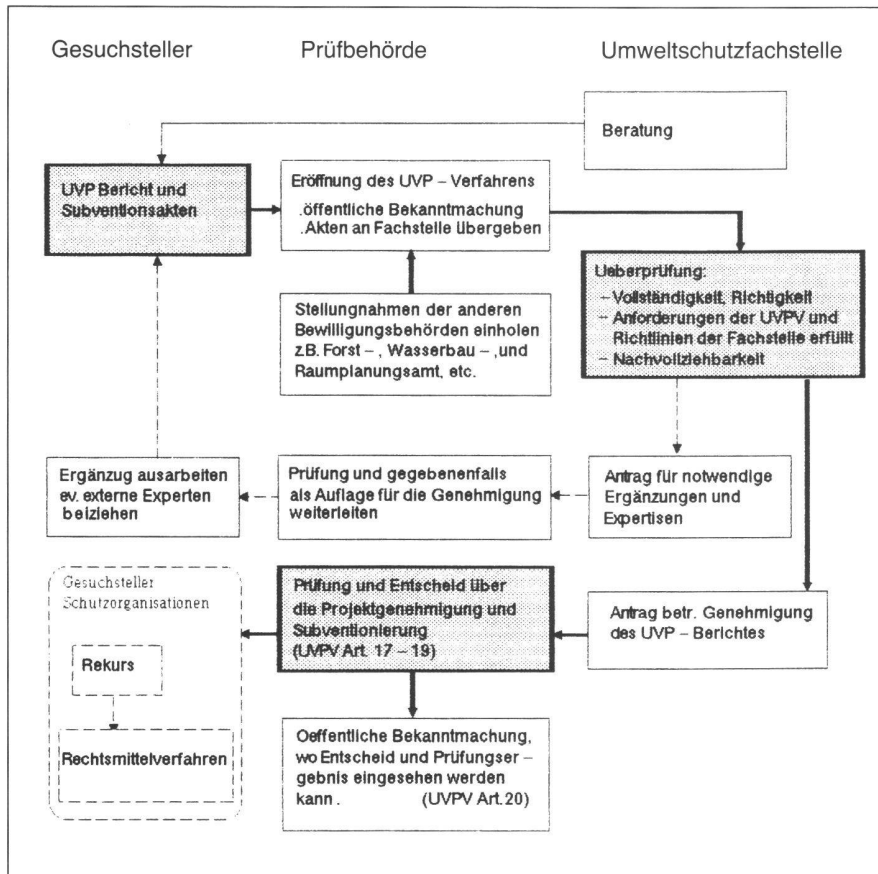 Gesuchsteller
Prüfbehörde
Umweltschutzfachstelle
Beratung
UVP Bericht und
Subventionsakten
Eröffnung des UVP – Verfahrens
.öffentliche Bekanntmachung
.Akten an Fachstelle übergeben
Ueberprüfung:
– Vollständigkeit, Richtigkeit
– Anforderungen der UVPV und
Richtlinien der Fachstelle erfüllt
– Nachvollziehbarkeit
Stellungnahmen der anderen
Bewilligungsbehörden einholen
z.B. Forst – , Wasserbau – ,und
Raumplanungsamt, etc.
Ergänzug ausarbeiten
ev. externe Experten
beiziehen
Prüfung und gegebenenfalls
als Auflage für die Genehmigung
weiterleiten
Antrag für notwendige
Ergänzungen und
Expertisen
Gesuchsteller
Schutzorganisationen
Rekurs
Rechtsmittelverfahren
Prüfung und Entscheid über
die Projektgenehmigung und
Subventionierung
(UVPV Art. 17 – 19)
Antrag betr. Genehmigung
des UVP – Berichtes
Oeffentliche Bekanntmachung,
wo Entscheid und Prüfungser –
gebnis eingesehen werden
kann . (UVPV Art.20)